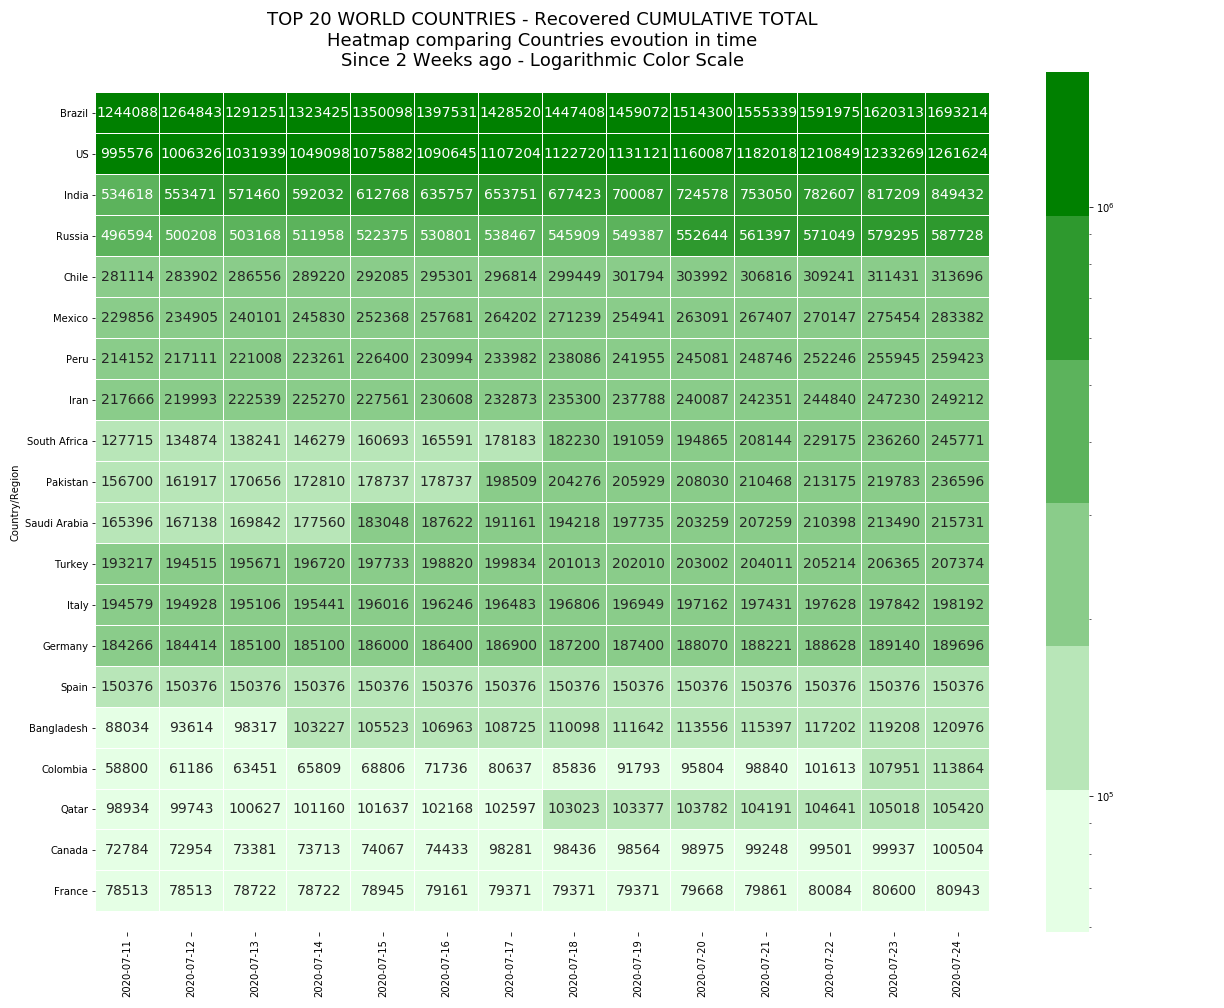 TOP 20 WORLD COUNTRIES - Recovered CUMULATIVE TOTAL
Heatmap comparing Countries evoution in time
Since 2 Weeks ago - Logarithmic Color Scale
Country/Region
Brazil 1244088 1264843 1291251 1323425 1350098 1397531 1428520 1447408 1459072 1514300 1555339 1591975 1620313 1693214
US 995576 1006326 1031939 1049098 1075882 1090645 1107204 1122720 1131121 1160087 1182018 1210849 1233269 1261624
India 534618 553471 571460 592032 612768 635757 653751 677423 700087 724578 753050 782607 817209 849432
Russia 496594 500208 503168 511958 522375 530801 538467 545909 549387 552644 561397 571049 579295 587728
Chile 281114 283902 286556 289220 292085 295301 296814 299449 301794 303992 306816 309241 311431 313696
Mexico 229856 234905 240101 245830 252368 257681 264202 271239 254941 263091 267407 270147 275454 283382
Peru 214152 217111 221008 223261 226400 230994 233982 238086 241955 245081 248746 252246 255945 259423
Iran 217666 219993 222539 225270 227561 230608 232873 235300 237788 240087 242351 244840 247230 249212
South Africa 127715 134874 138241 146279 160693 165591 178183 182230 191059 194865 208144 229175 236260 245771
Pakistan 156700 161917 170656 172810 178737 178737 198509 204276 205929 208030 210468 213175 219783 236596
Saudi Arabia 165396 167138 169842 177560 183048 187622 191161 194218 197735 203259 207259 210398 213490 215731
Turkey 193217 194515 195671 196720 197733 198820 199834 201013 202010 203002 204011 205214 206365 207374
Italy 194579 194928 195106 195441 196016 196246 196483 196806 196949 197162 197431 197628 197842 198192
Germany 184266 184414 185100 185100 186000 186400 186900 187200 187400 188070 188221 188628 189140 189696
Spain 150376 150376 150376 150376 150376 150376 150376 150376 150376 150376 150376 150376 150376 150376
Bangladesh 88034 93614 98317 103227 105523 106963 108725 110098 111642 113556 115397 117202 119208 120976
Colombia 58800 61186 63451 65809 68806 71736 80637 85836 91793 95804 98840 101613 107951 113864
Qatar 98934 99743 100627 101160 101637 102168 102597 103023 103377 103782 104191 104641 105018 105420
Canada 72784 72954 73381 73713 74067 74433 98281 98436 98564 98975 99248 99501 99937 100504
France 78513 78513 78722 78722 78945 79161 79371 79371 79371 79668 79861 80084 80600 80943
2020-07-11 2020-07-12 2020-07-13 2020-07-14 2020-07-15 2020-07-16 2020-07-17 2020-07-18 2020-07-19 2020-07-20 2020-07-21 2020-07-22 2020-07-23 2020-07-24
10⁶
10⁵